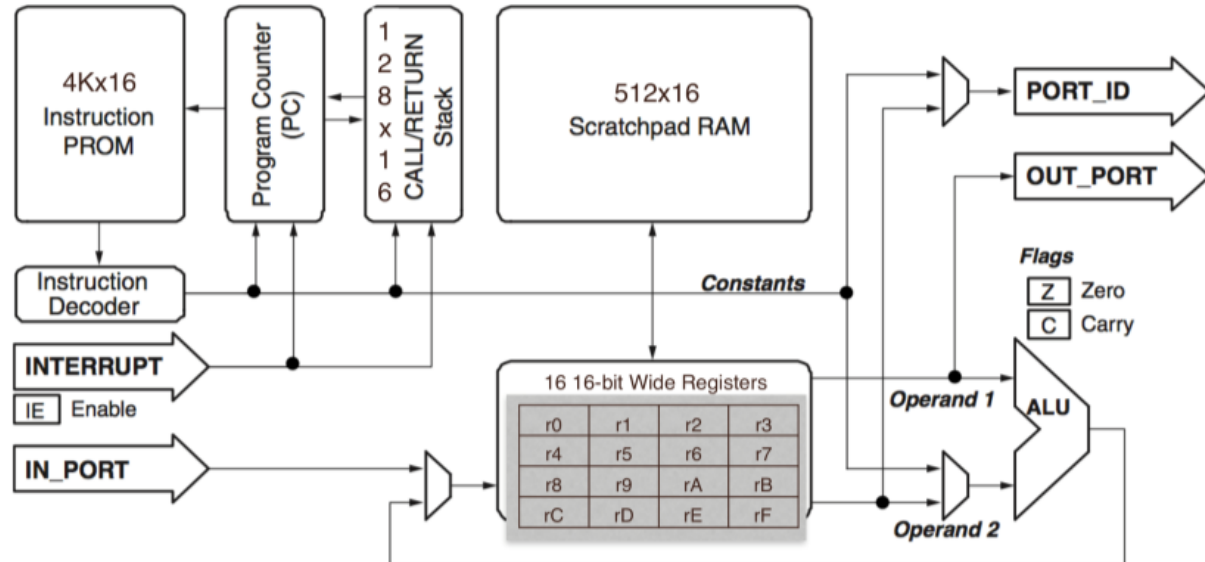 4Kx16
Instruction
PROM
Program Counter
(PC)
1
2
8
x
1
6
CALL/RETURN
Stack
512x16
Scratchpad RAM
PORT_ID
OUT_PORT
Instruction
Decoder
Constants
Flags
Z Zero
C Carry
INTERRUPT
IE Enable
IN_PORT
16 16-bit Wide Registers
r0 r1 r2 r3
r4 r5 r6 r7
r8 r9 rA rB
rC rD rE rF
Operand 1
ALU
Operand 2